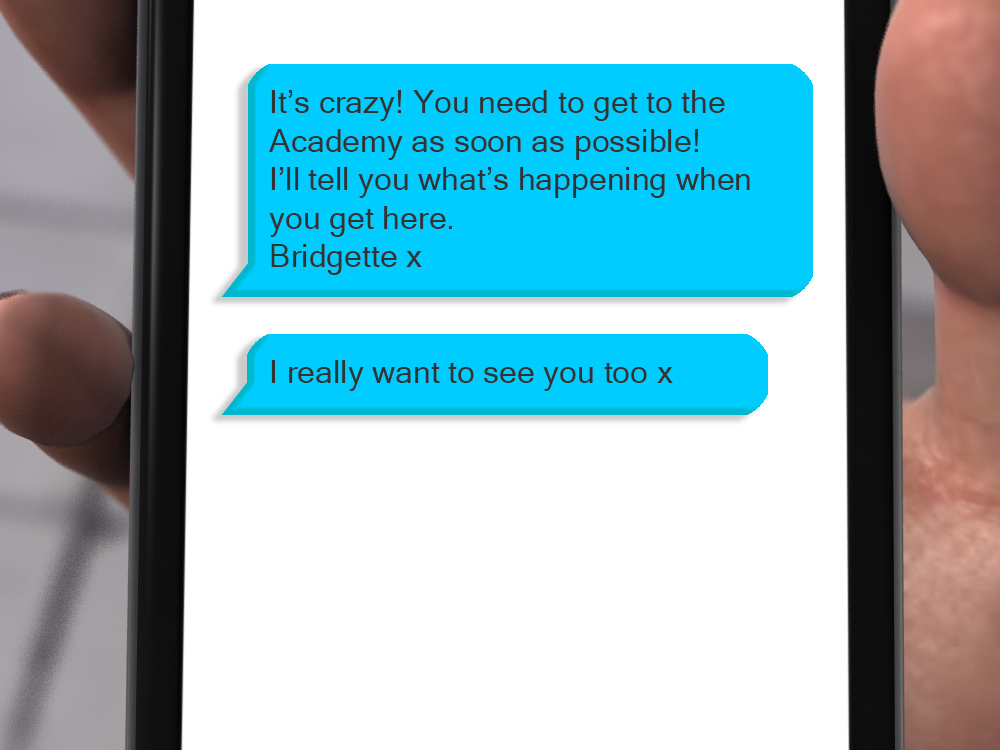 It’s crazy! You need to get to the
Academy as soon as possible!
I’ll tell you what’s happening when
you get here.
Bridgette x
I really want to see you too x